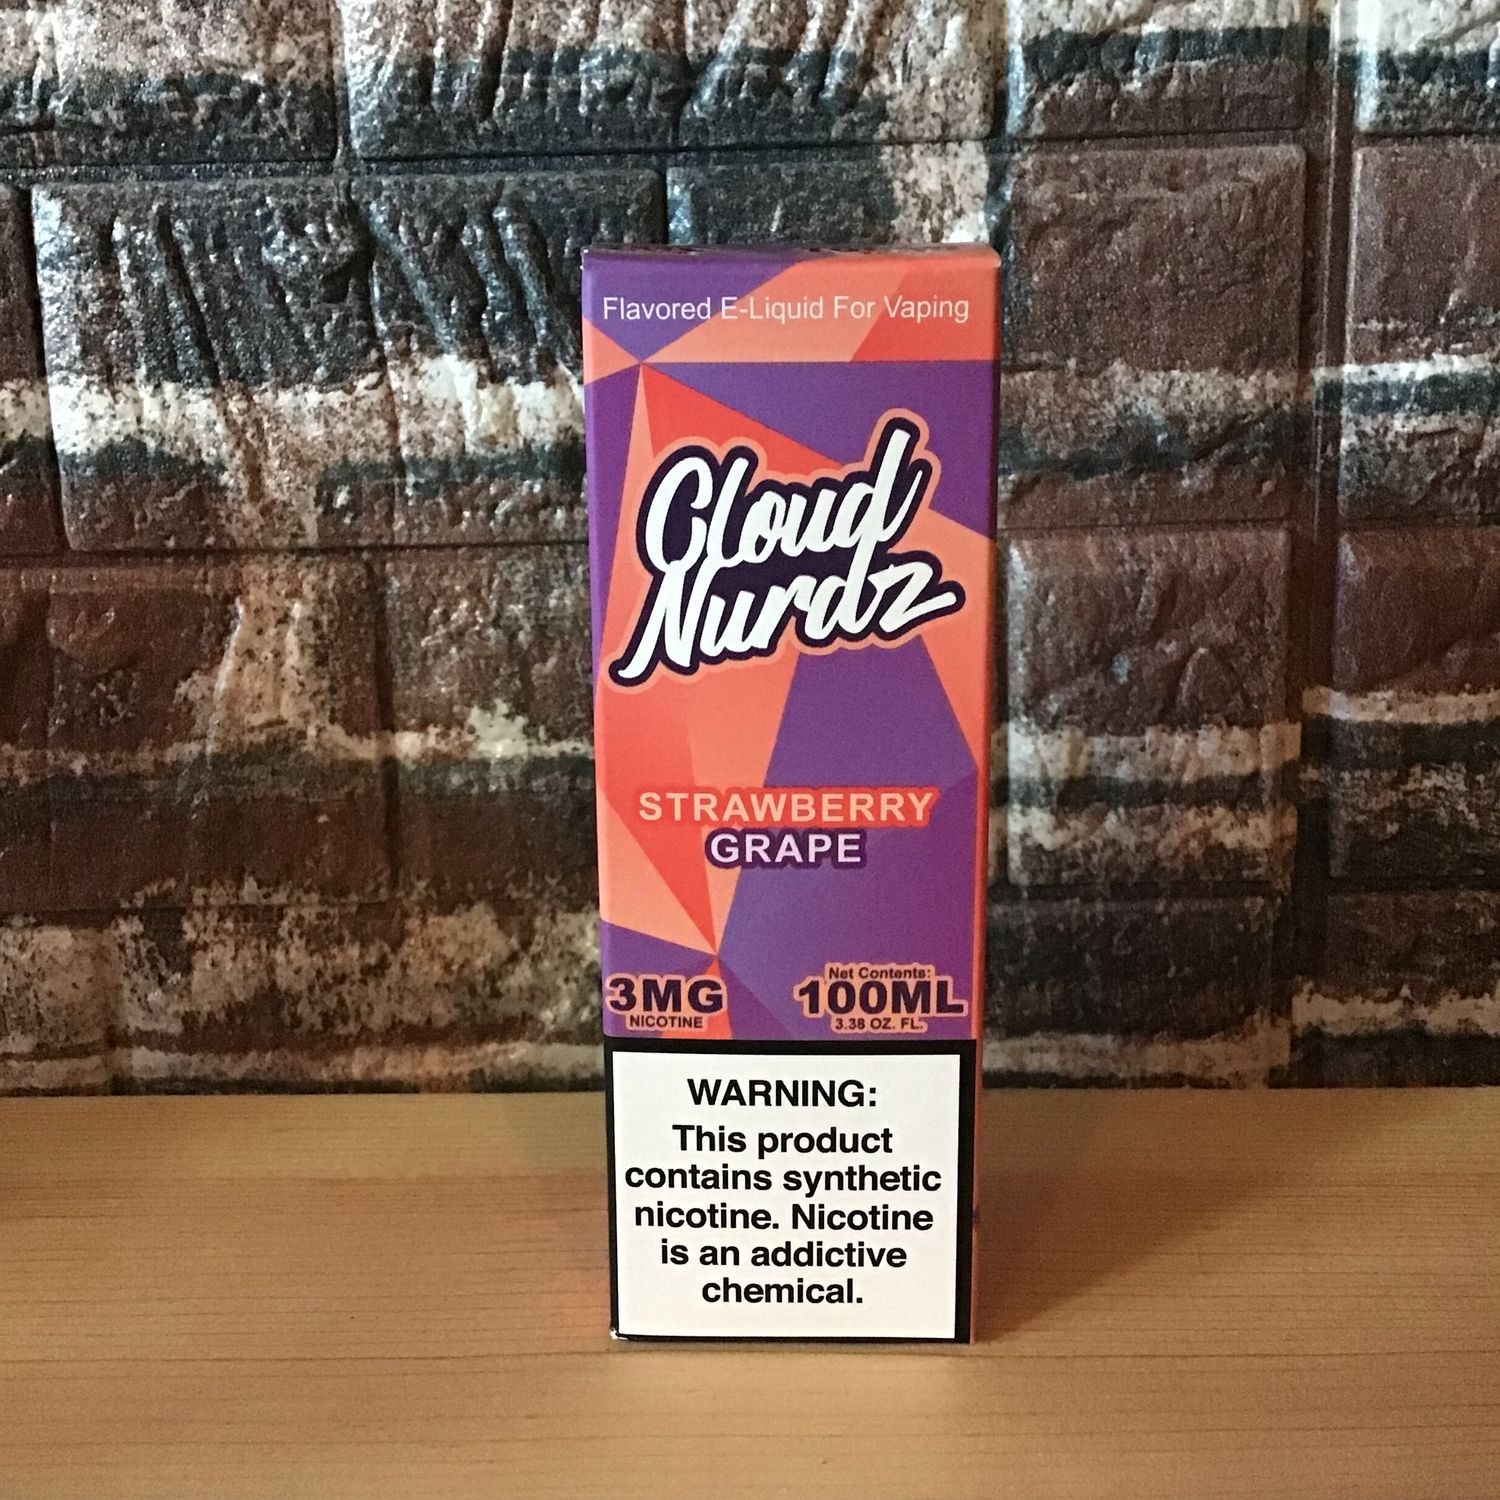 Flavored E-Liquid For Vaping
Cloud
Nurdz
STRAWBERRY
GRAPE
3MG
NICOTINE
Net Contents:
100ML
3.38 OZ. FL.
WARNING:
This product
contains synthetic
nicotine. Nicotine
is an addictive
chemical.